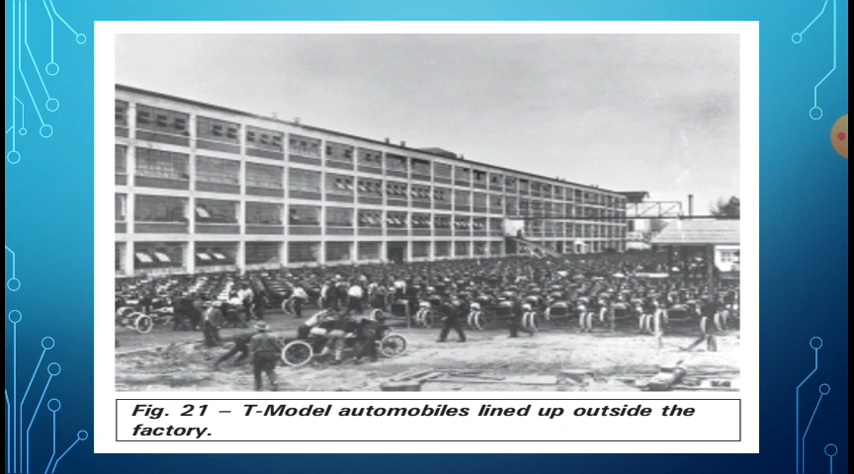 Fig. 21 – T-Model automobiles lined up outside the
factory.